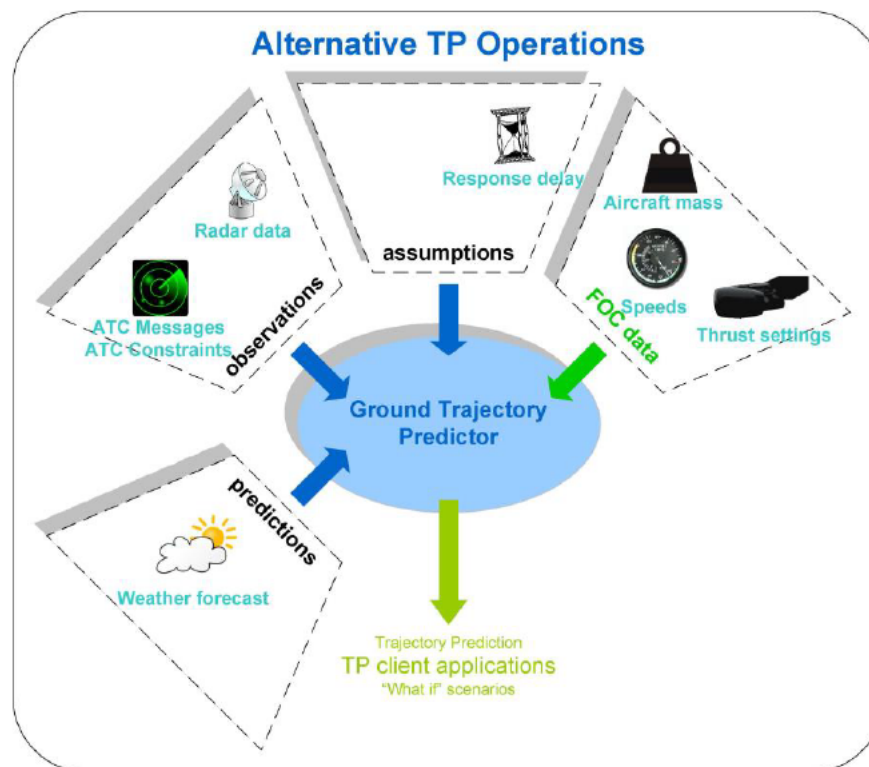 Alternative TP Operations
Response delay
assumptions
Radar data
ATC Messages
ATC Constraints
observations
Aircraft mass
Speeds
Thrust settings
FOC data
Ground Trajectory
Predictor
predictions
Weather forecast
Trajectory Prediction
TP client applications
"What if" scenarios